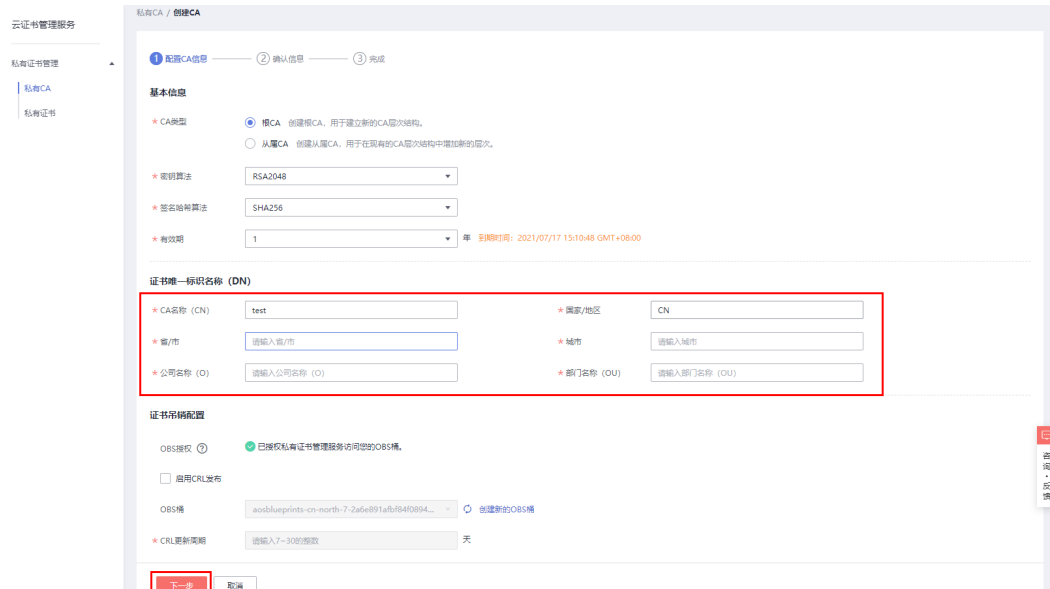 私有CA / 创建CA
云证书管理服务
私有证书管理
私有CA
私有证书
1 配置CA信息
2 确认信息
3 完成
基本信息
* CA类型
根CA 创建根CA，用于建立新的CA层次结构。
从属CA 创建从属CA，用于在现有的CA层次结构中增加新的层次。
* 密钥算法 RSA2048
* 签名哈希算法 SHA256
* 有效期 1 年 到期时间：2021/07/17 15:10:48 GMT+08:00
证书唯一标识名称（DN）
* CA名称（CN） test * 国家/地区 CN
* 省/市 请输入省/市 * 城市 请输入城市
* 公司名称（O） 请输入公司名称（O） * 部门名称（OU） 请输入部门名称（OU）
证书吊销配置
OBS授权 ? 已授权私有证书管理服务访问您的OBS桶。
启用CRL发布
OBS桶 aosblueprints-cn-north-7-2a6e891afbf84f0894... 创建新的OBS桶
* CRL更新周期 请输入7~30的整数 天
下一步 取消
咨询·反馈